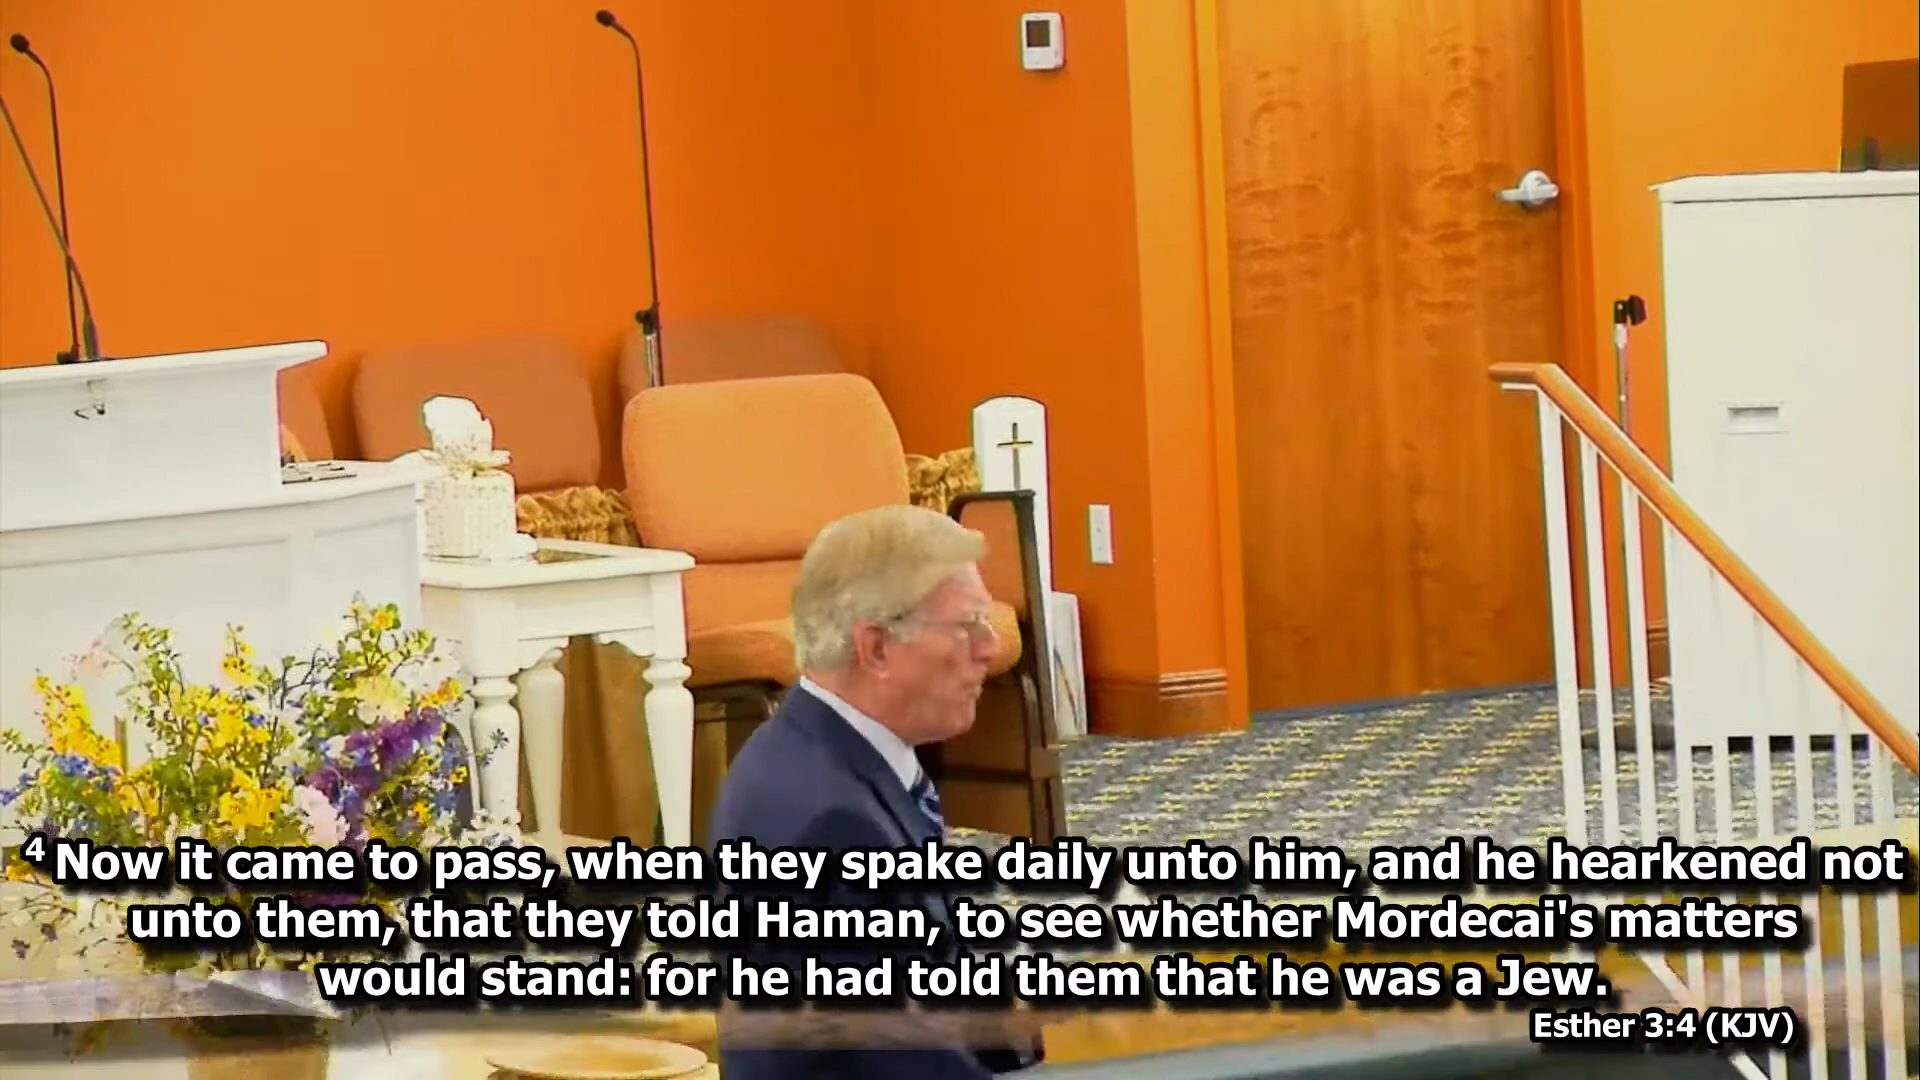 4 Now it came to pass, when they spake daily unto him, and he hearkened not
unto them, that they told Haman, to see whether Mordecai's matters
would stand: for he had told them that he was a Jew.
Esther 3:4 (KJV)